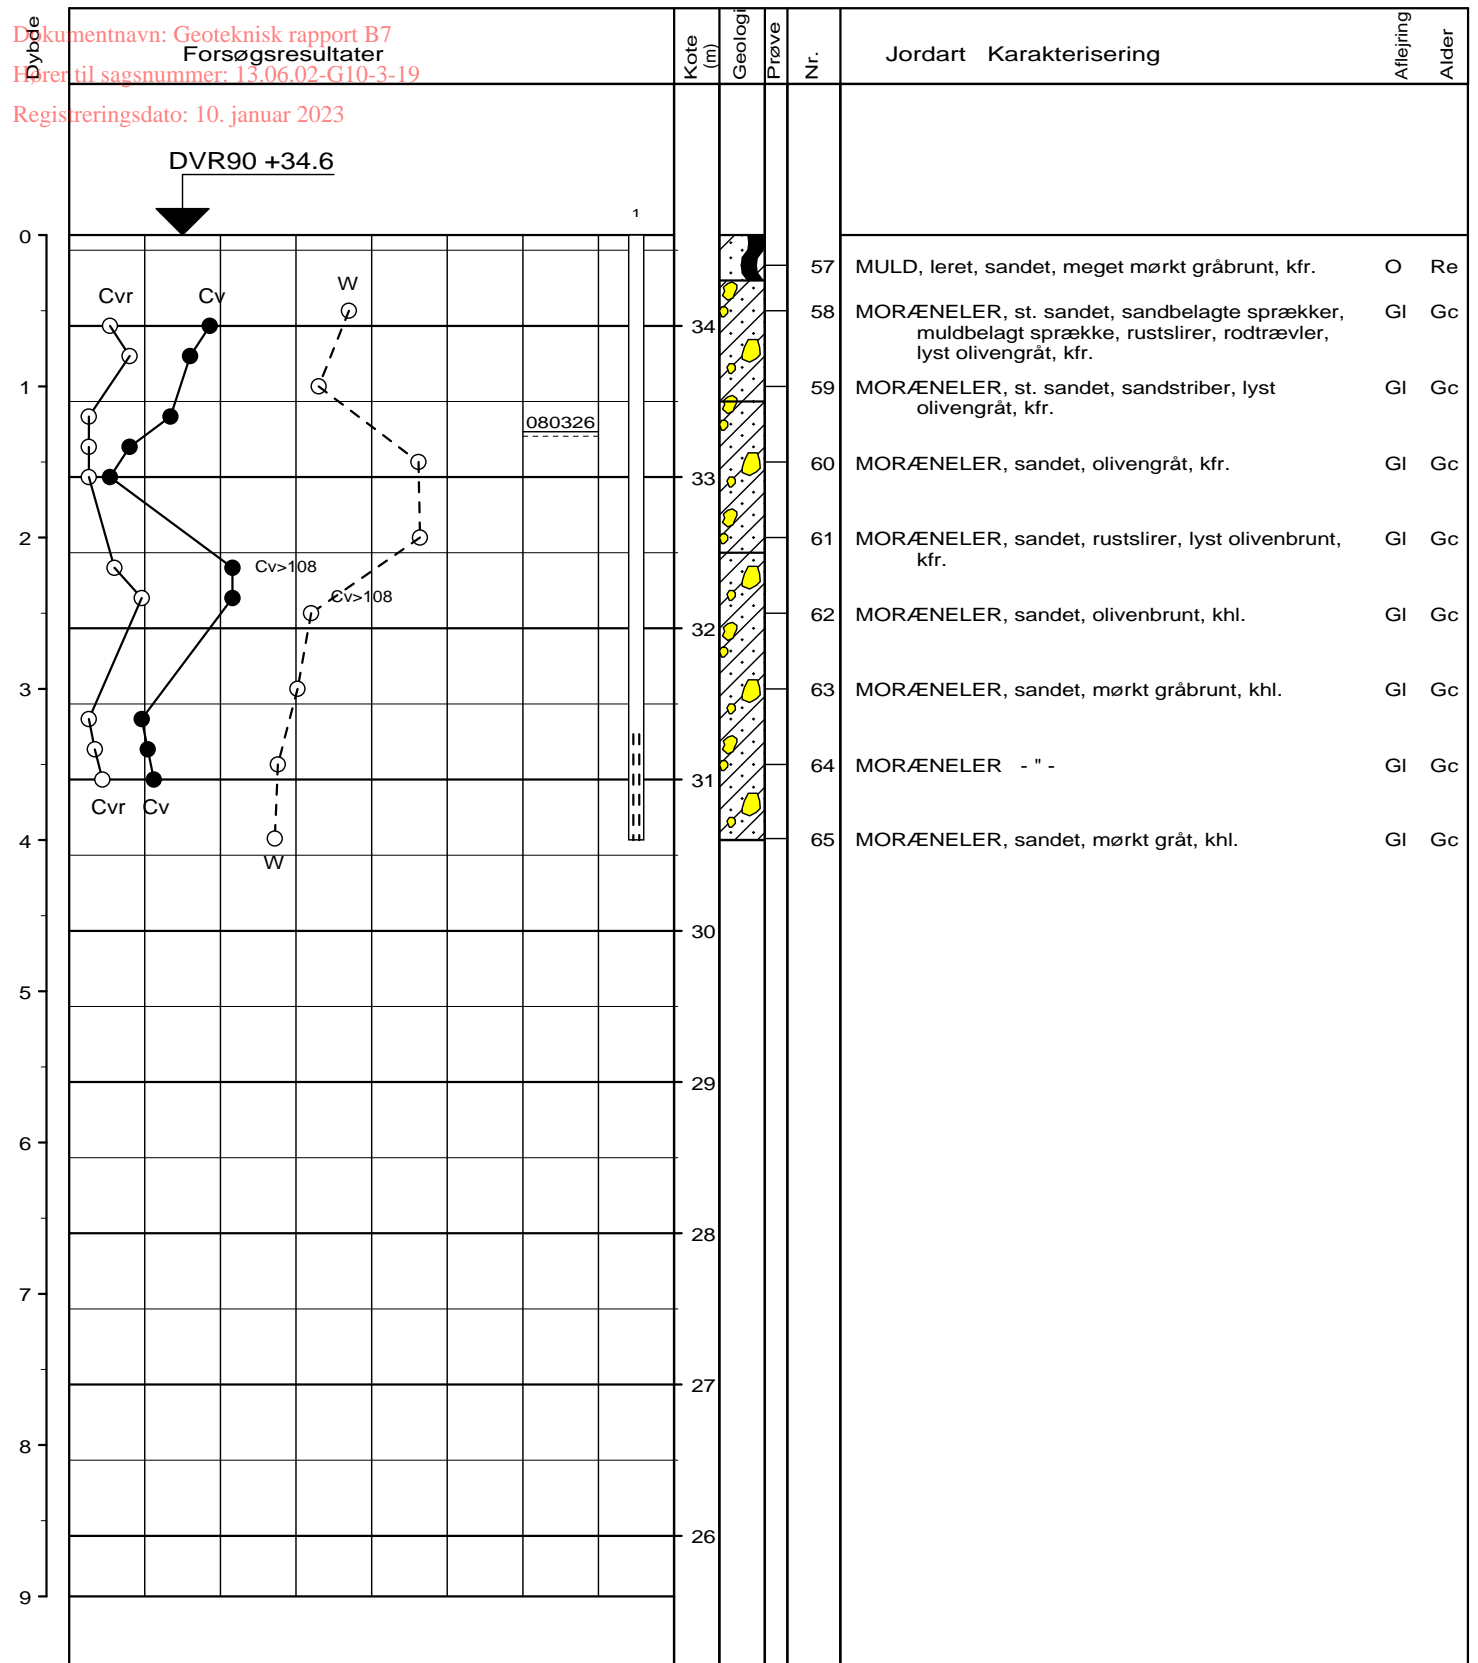 Dokumentnavn: Geoteknisk rapport B7
Hører til sagsnummer: 13.06.02-G10-3-19
Registreringsdato: 10. januar 2023
Dybde
Forsøgsresultater
Kote
(m)
Geologi
Prøve
Nr.
Jordart Karakterisering
Aflejring
Alder
DVR90 +34.6
1
0
57 MULD, leret, sandet, meget mørkt gråbrunt, kfr. O Re
Cvr Cv W
58 MORÆNELER, st. sandet, sandbelagte sprækker, Gl Gc
muldbelagt sprække, rustslirer, rodtrævler,
lyst olivengråt, kfr.
34
1
59 MORÆNELER, st. sandet, sandstriber, lyst Gl Gc
olivengråt, kfr.
080326
60 MORÆNELER, sandet, olivengråt, kfr. Gl Gc
33
2
61 MORÆNELER, sandet, rustslirer, lyst olivenbrunt, Gl Gc
kfr.
Cv>108
Cv>108
62 MORÆNELER, sandet, olivenbrunt, khl. Gl Gc
32
3
63 MORÆNELER, sandet, mørkt gråbrunt, khl. Gl Gc
64 MORÆNELER - " - Gl Gc
31
Cvr Cv
4
65 MORÆNELER, sandet, mørkt gråt, khl. Gl Gc
W
30
5
29
6
28
7
27
8
26
9